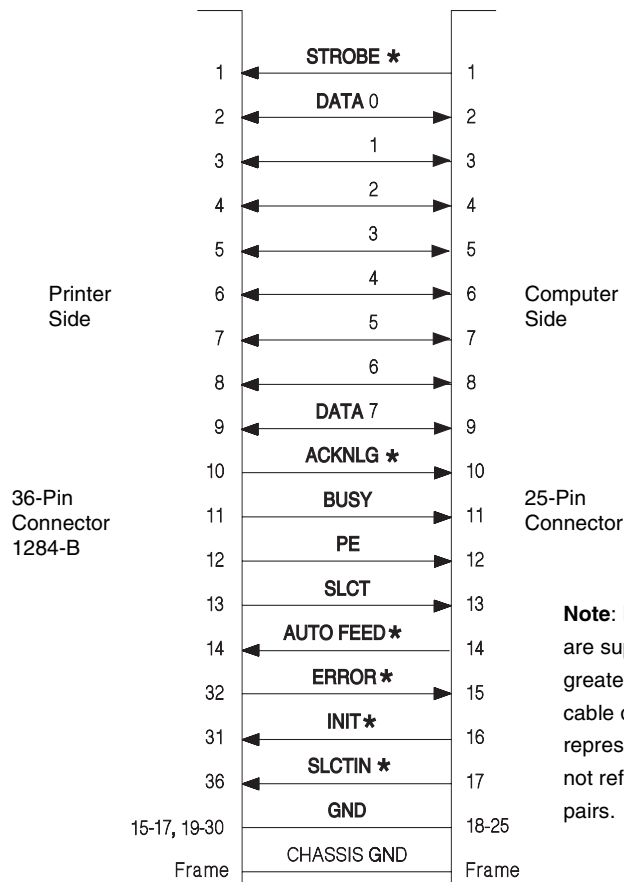 STROBE *
1 1
DATA 0
2 2
1
3 3
2
4 4
3
5 5
4
Printer
Side
6 6
Computer
Side
5
7 7
6
8 8
DATA 7
9 9
ACKNLG *
10 10
36-Pin
Connector
1284-B
BUSY
11 11
25-Pin
Connector
PE
12 12
SLCT
13 13
AUTO FEED *
14 14
ERROR *
32 15
INIT *
31 16
SLCTIN *
36 17
GND
15-17, 19-30 18-25
CHASSIS GND
Frame Frame
Note:
are
cable
not
pairs.